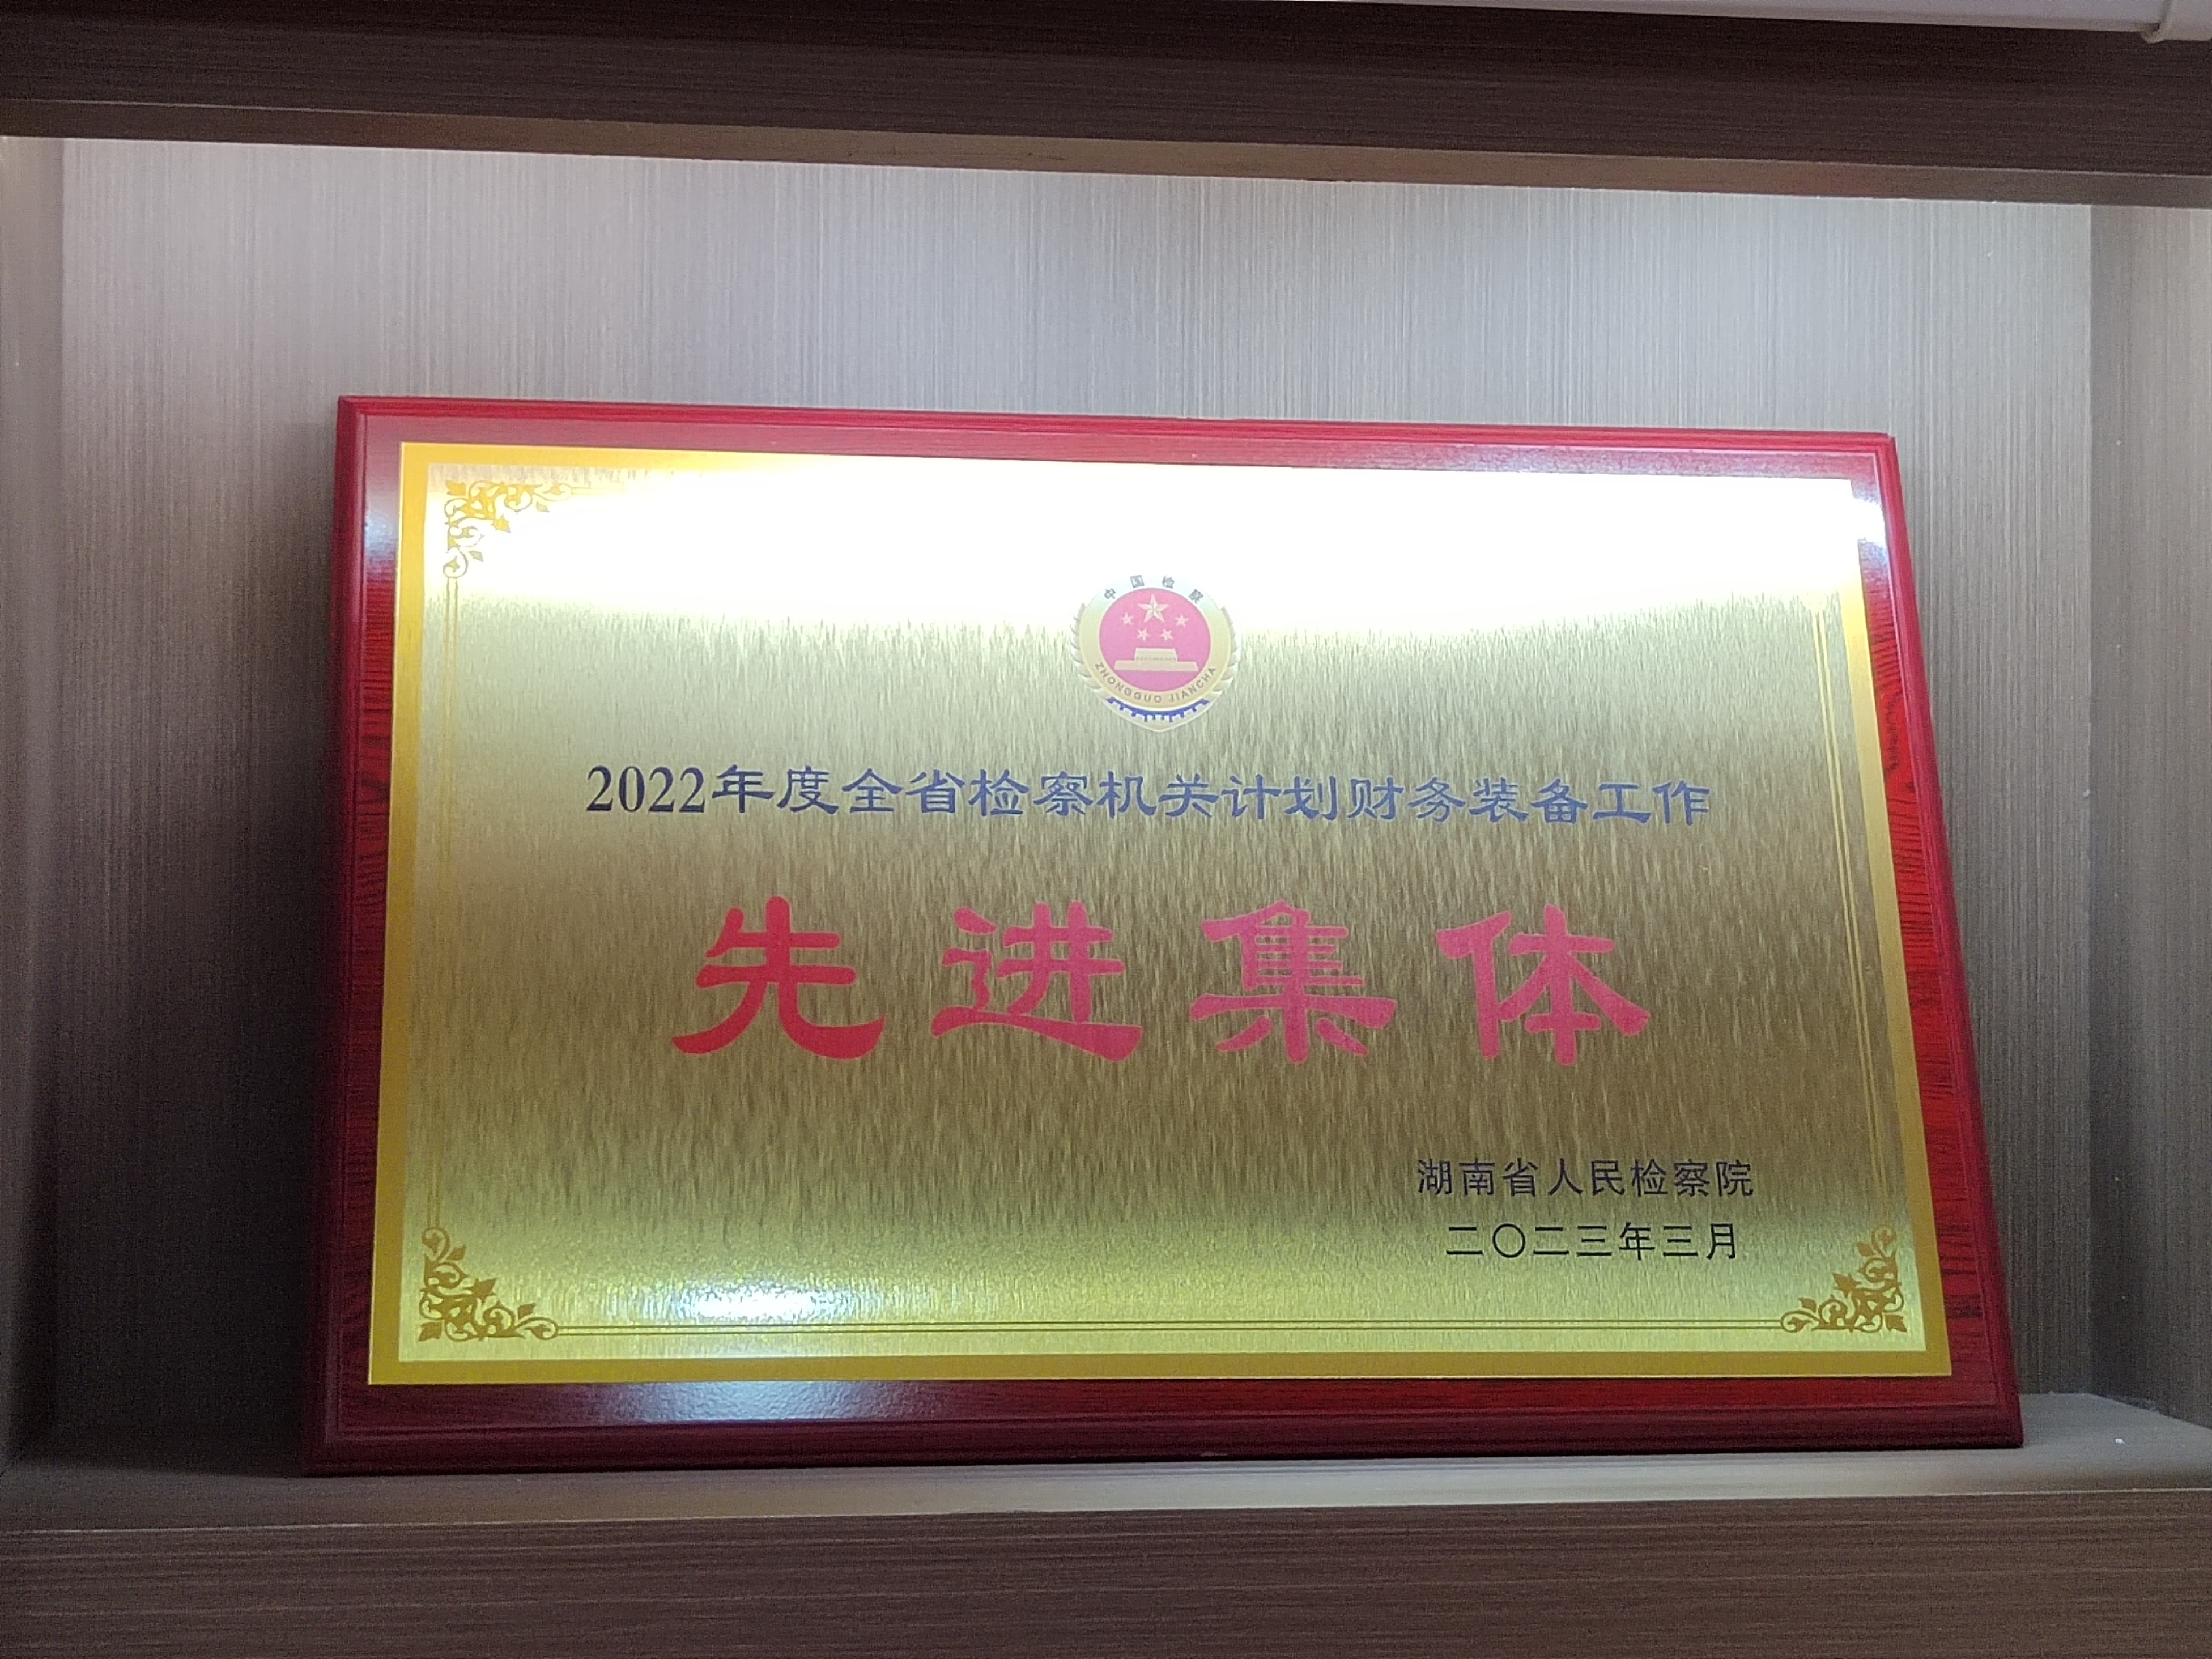 中国检察
ZHONGGUO JIANCHA
2022年度全省检察机关计划财务装备工作
先进集体
湖南省人民检察院
二〇二三年三月